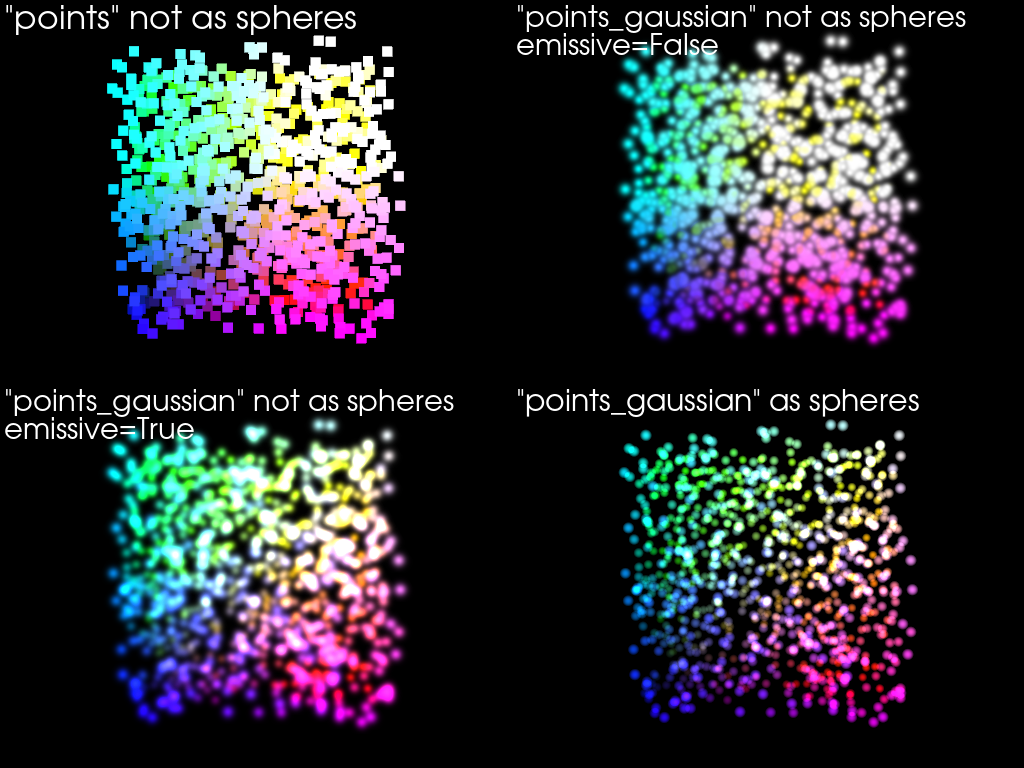 "points" not as spheres
"points_gaussian" not as spheres
emissive=False
"points_gaussian" not as spheres
emissive=True
"points_gaussian" as spheres